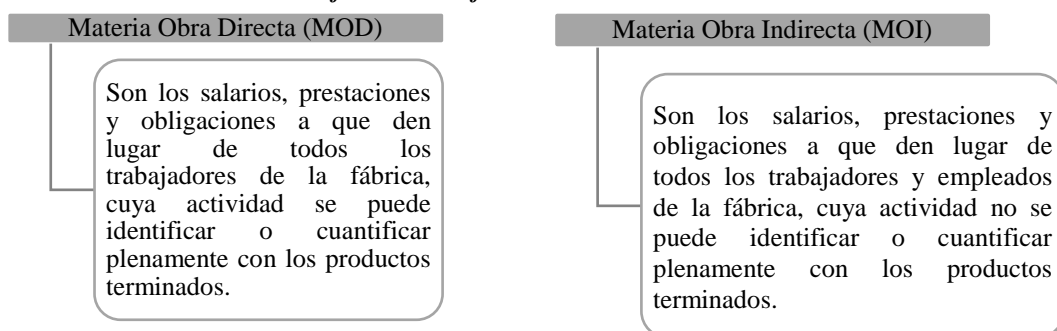 Materia Obra Directa (MOD)
Son los salarios, prestaciones
y obligaciones a que den
lugar de todos los
trabajadores de la fábrica,
cuya actividad se puede
identificar o cuantificar
plenamente con los productos
terminados.
Materia Obra Indirecta (MOI)
Son los salarios, prestaciones y
obligaciones a que den lugar de
todos los trabajadores y empleados
de la fábrica, cuya actividad no se
puede identificar o cuantificar
plenamente con los productos
terminados.